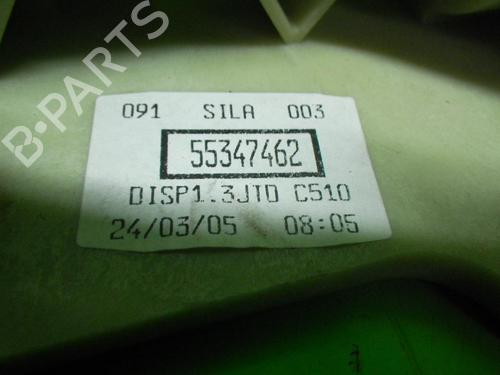 091 SILA 003
55347462
DISP1.3JTD C510
24/03/05 08:05
B-PARTS